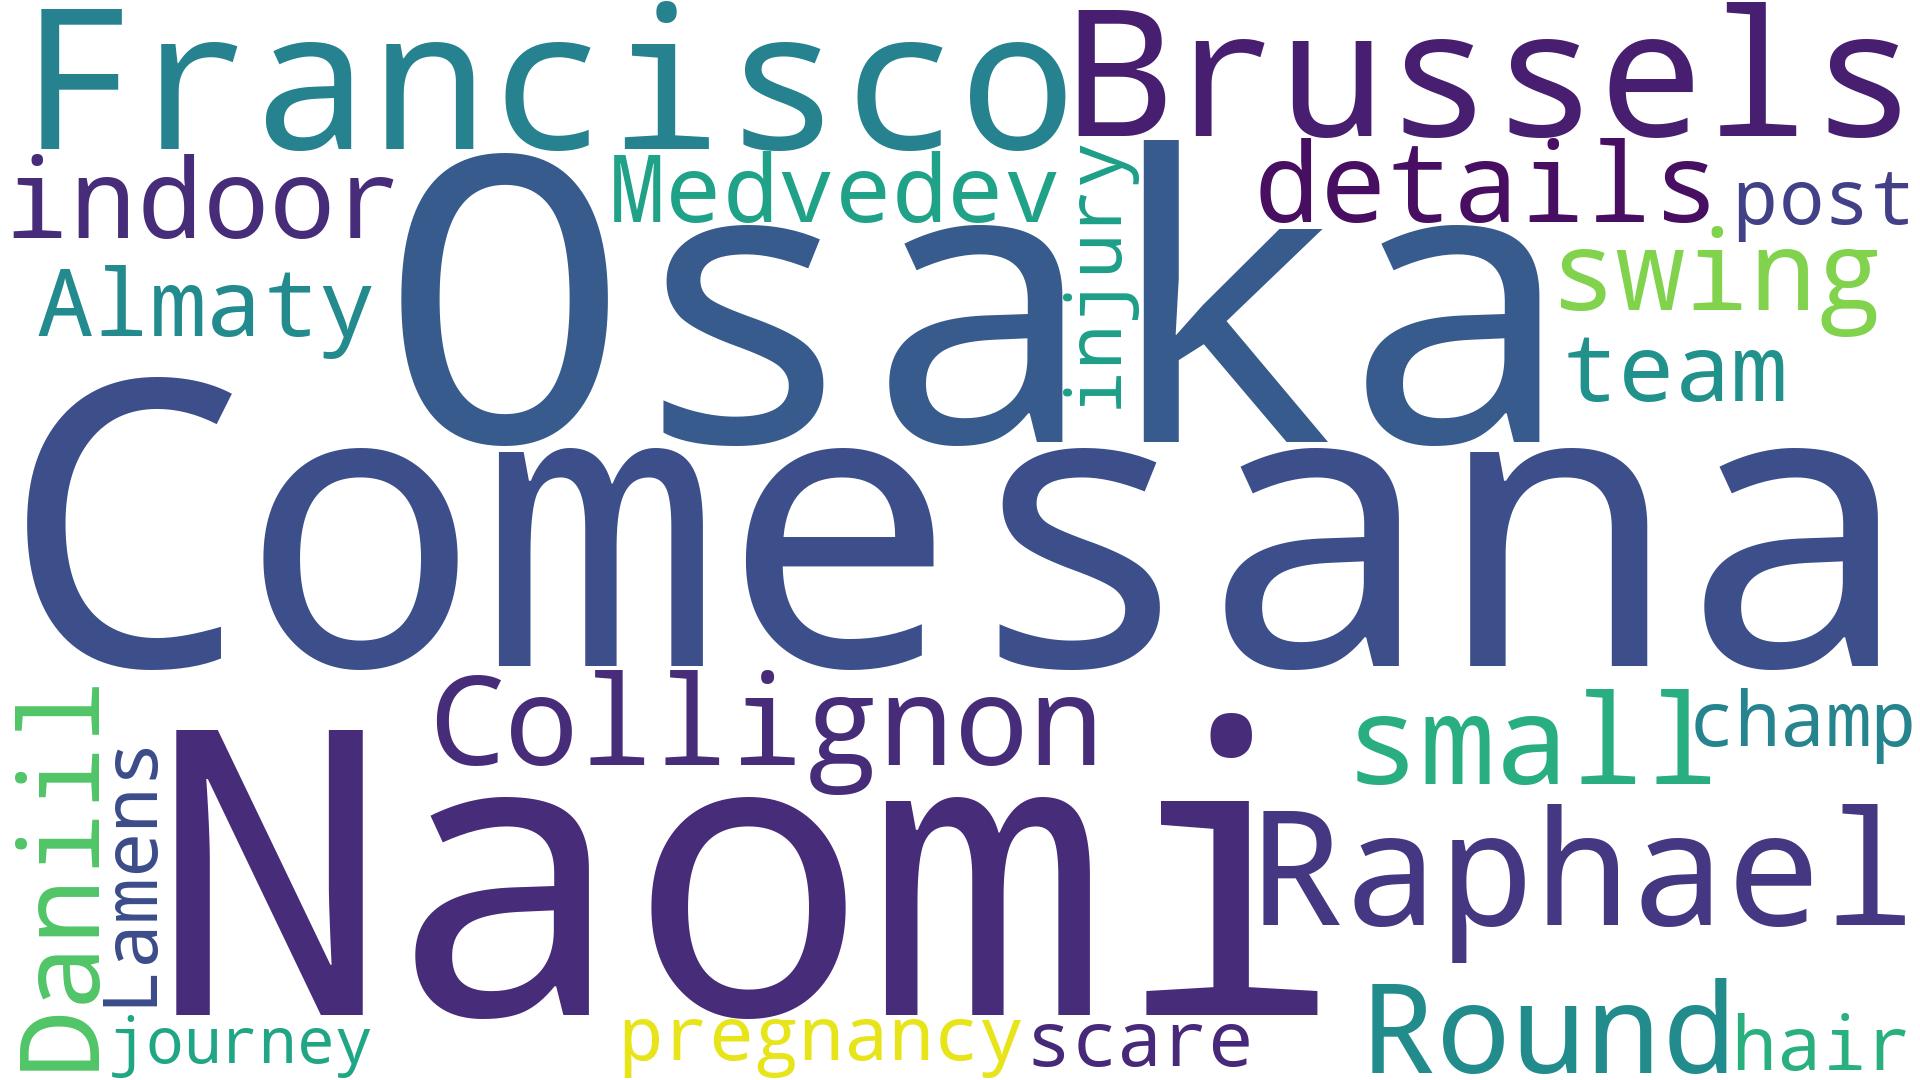 Francisco Brussels
indoor Medvedev injury details post
Almaty Osaka swing
team
Comesana
Collignon small champ
Daniil Lamens Naomi Raphael
journey pregnancy scare Round hair